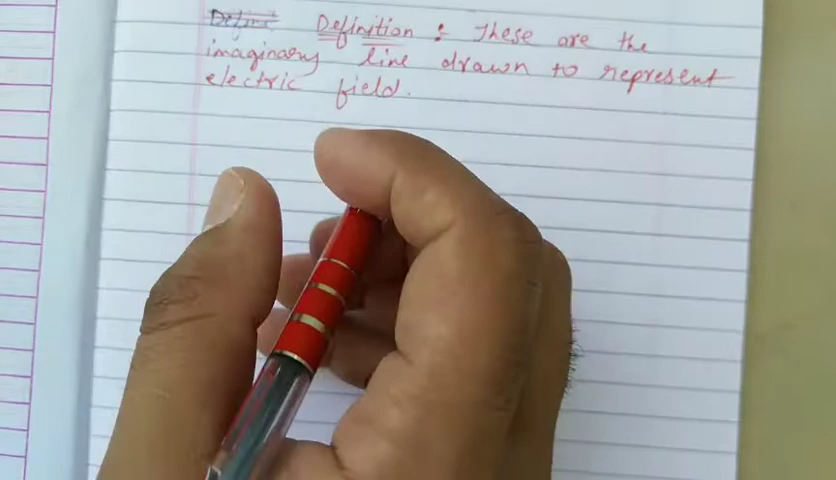 Define Definition : These are the
imaginary line drawn to represent
electric field.